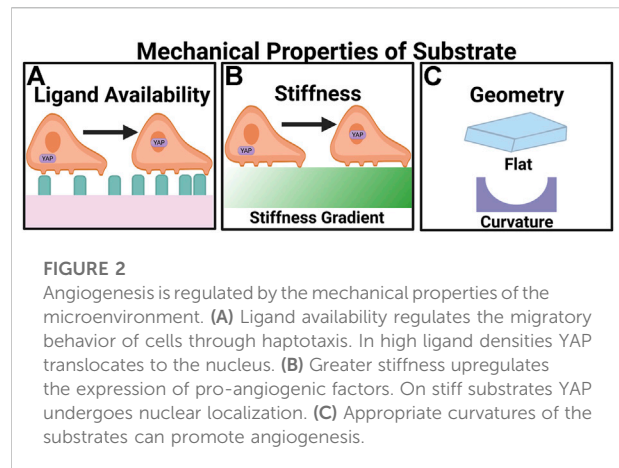 Mechanical Properties of Substrate
A
Ligand Availability
YAP
YAP
B
Stiffness
YAP
YAP
Stiffness Gradient
C
Geometry
Flat
Curvature
FIGURE 2
Angiogenesis is regulated by the mechanical properties of the
microenvironment. (A) Ligand availability regulates the migratory
behavior of cells through haptotaxis. In high ligand densities YAP
translocates to the nucleus. (B) Greater stiffness upregulates
the expression of pro-angiogenic factors. On stiff substrates YAP
undergoes nuclear localization. (C) Appropriate curvatures of the
substrates can promote angiogenesis.